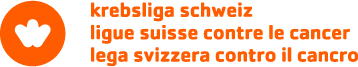 krebsliga schweiz
ligue suisse contre le cancer
lega svizzera contro il cancro